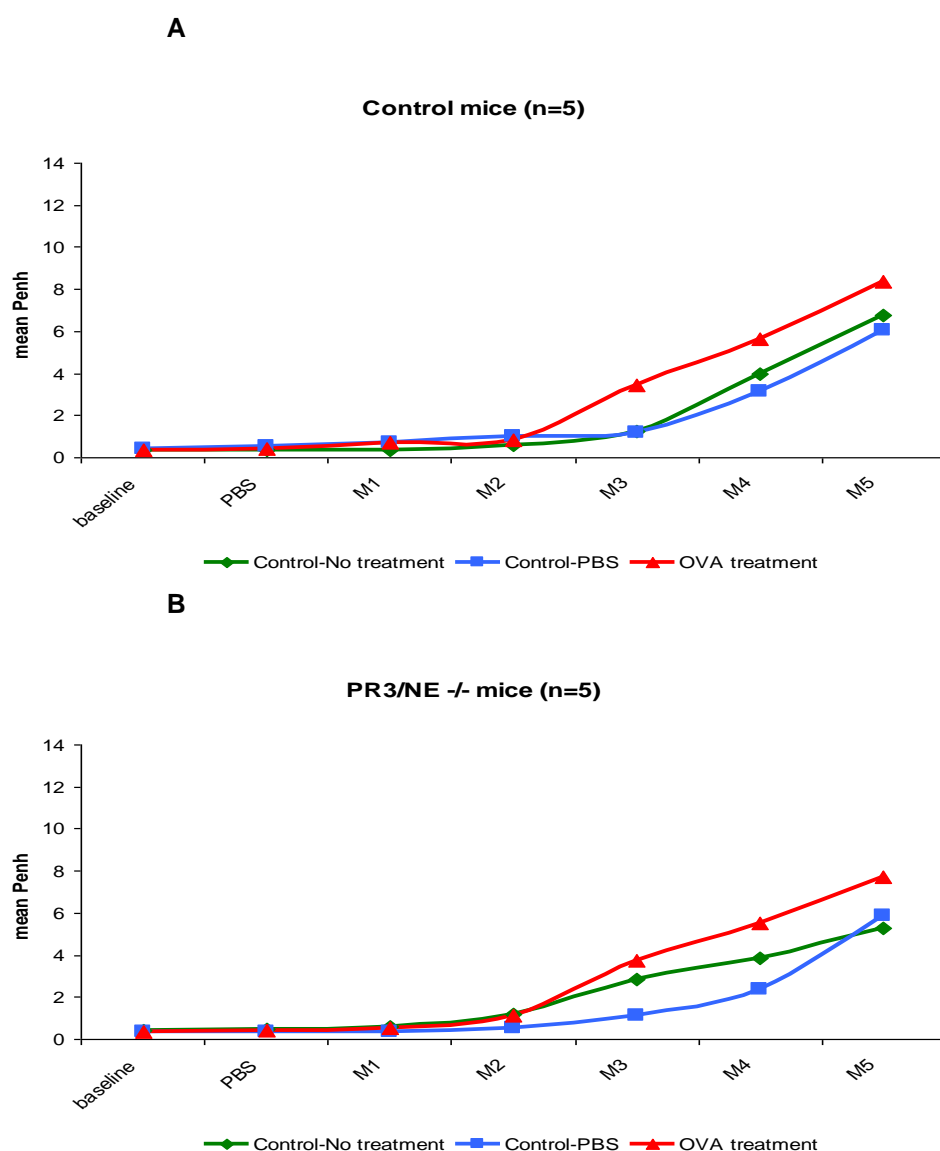 A
Control mice (n=5)
14
12
10
8
6
4
2
0
mean Penh
baseline
PBS
M1
M2
M3
M4
M5
Control-No treatment Control-PBS OVA treatment
B
PR3/NE -/- mice (n=5)
14
12
10
8
6
4
2
0
mean Penh
baseline
PBS
M1
M2
M3
M4
M5
Control-No treatment Control-PBS OVA treatment